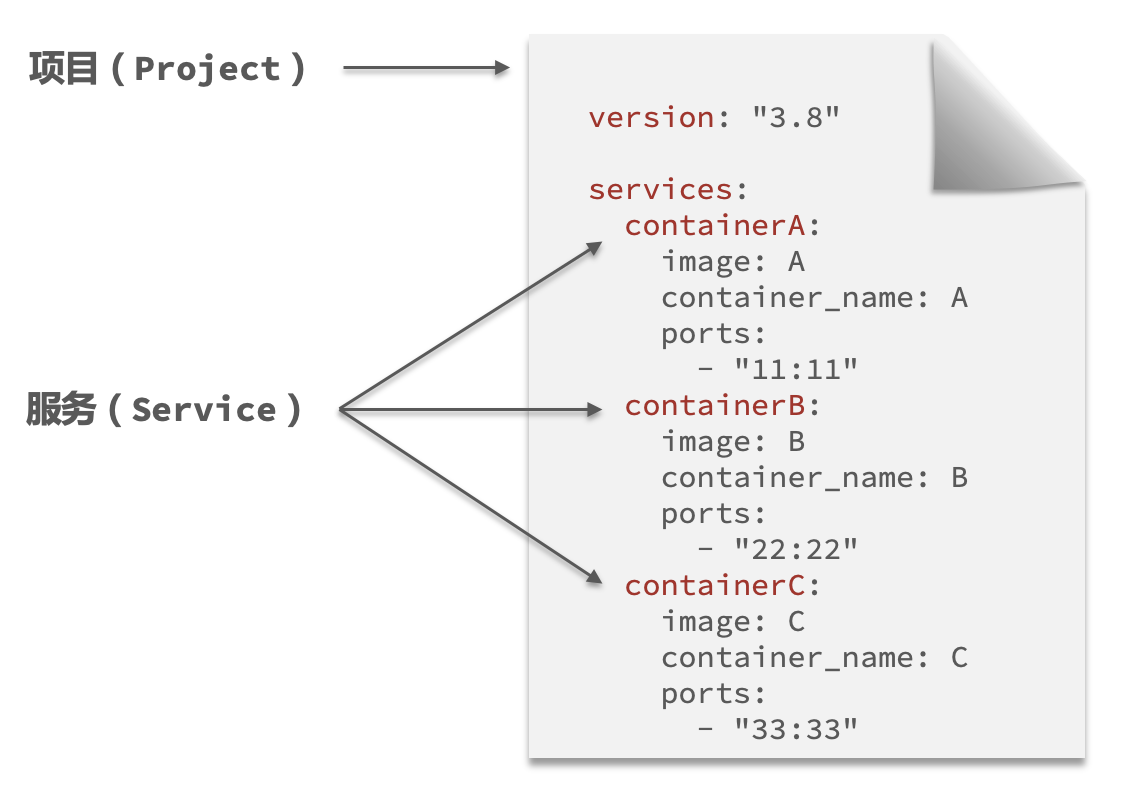 项目 ( Project )
version: "3.8"
services:
  containerA:
    image: A
    container_name: A
    ports:
      - "11:11"
服务 ( Service )
  containerB:
    image: B
    container_name: B
    ports:
      - "22:22"
  containerC:
    image: C
    container_name: C
    ports:
      - "33:33"